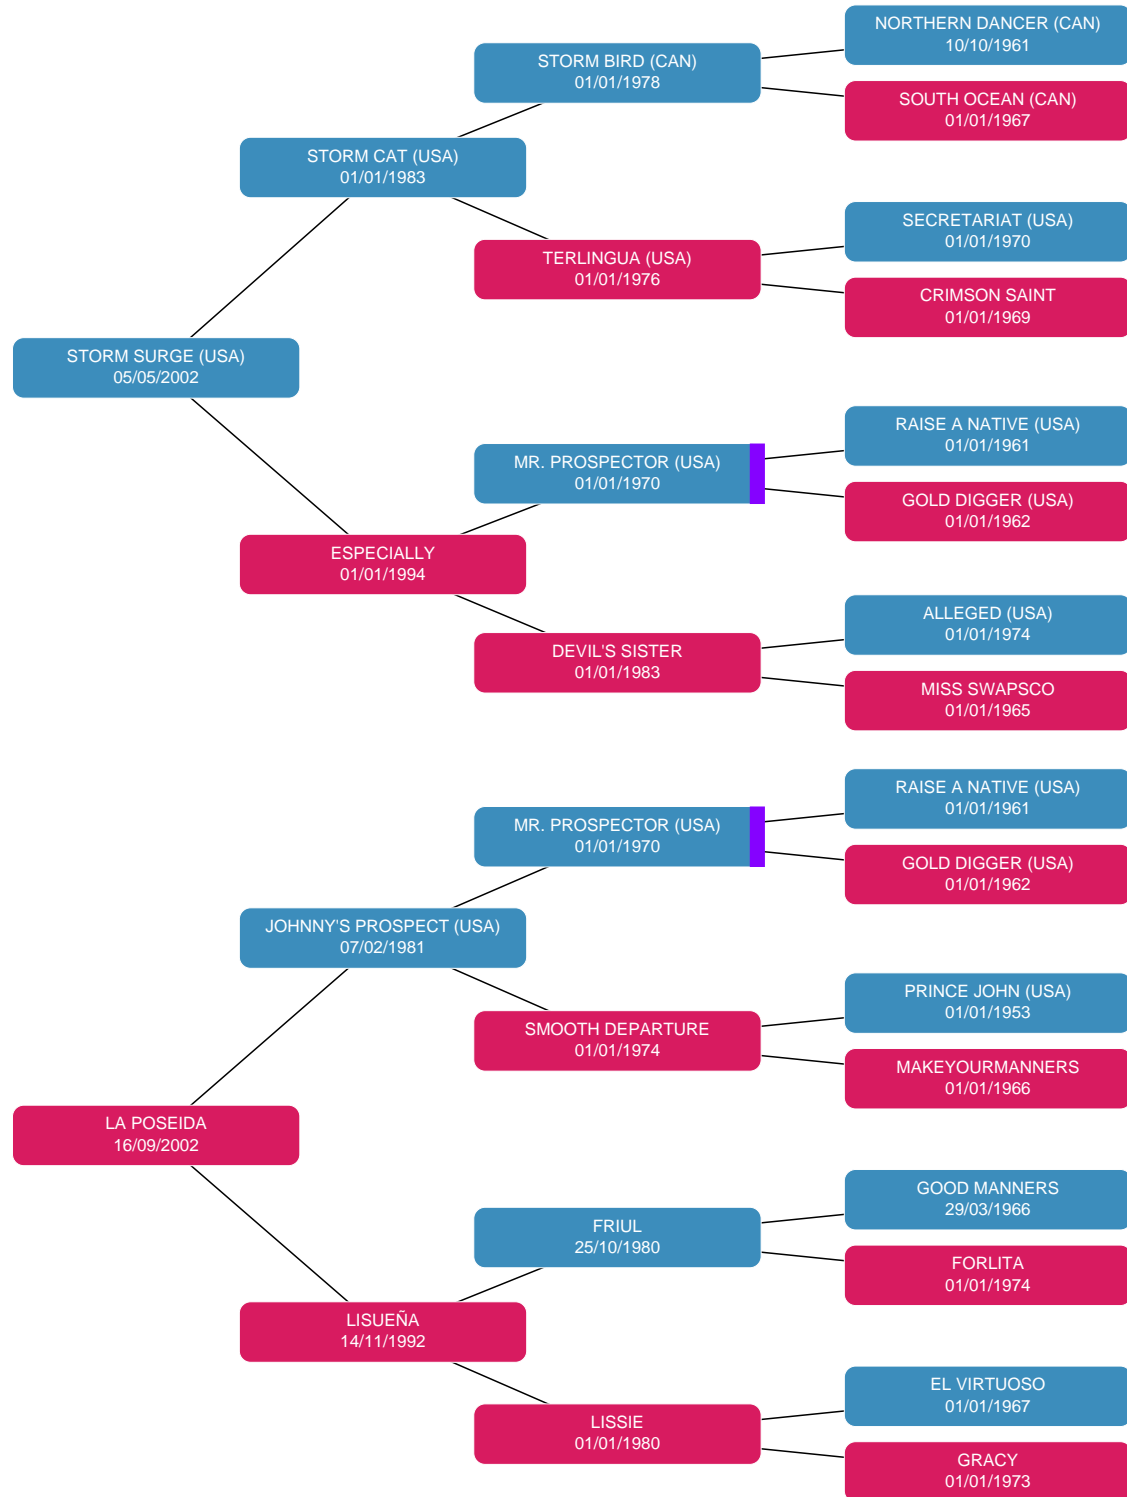 NORTHERN DANCER (CAN)
10/10/1961
STORM BIRD (CAN)
01/01/1978
SOUTH OCEAN (CAN)
01/01/1967
STORM CAT (USA)
01/01/1983
SECRETARIAT (USA)
01/01/1970
TERLINGUA (USA)
01/01/1976
CRIMSON SAINT
01/01/1969
STORM SURGE (USA)
05/05/2002
RAISE A NATIVE (USA)
01/01/1961
MR. PROSPECTOR (USA)
01/01/1970
GOLD DIGGER (USA)
01/01/1962
ESPECIALLY
01/01/1994
ALLEGED (USA)
01/01/1974
DEVIL'S SISTER
01/01/1983
MISS SWAPSCO
01/01/1965
RAISE A NATIVE (USA)
01/01/1961
MR. PROSPECTOR (USA)
01/01/1970
GOLD DIGGER (USA)
01/01/1962
JOHNNY'S PROSPECT (USA)
07/02/1981
PRINCE JOHN (USA)
01/01/1953
SMOOTH DEPARTURE
01/01/1974
MAKEYOURMANNERS
01/01/1966
LA POSEIDA
16/09/2002
GOOD MANNERS
29/03/1966
FRIUL
25/10/1980
FORLITA
01/01/1974
LISUEÑA
14/11/1992
EL VIRTUOSO
01/01/1967
LISSIE
01/01/1980
GRACY
01/01/1973